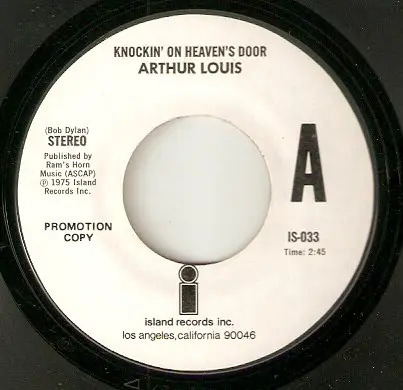 KNOCKIN' ON HEAVEN'S DOOR
ARTHUR LOUIS
(Bob Dylan)
STEREO
Published by
Ram's Horn
Music (ASCAP)
Ⓟ 1975 Island
Records Inc.
PROMOTION
COPY
A
IS-033
Time: 2:45
i
island records inc.
los angeles,california 90046